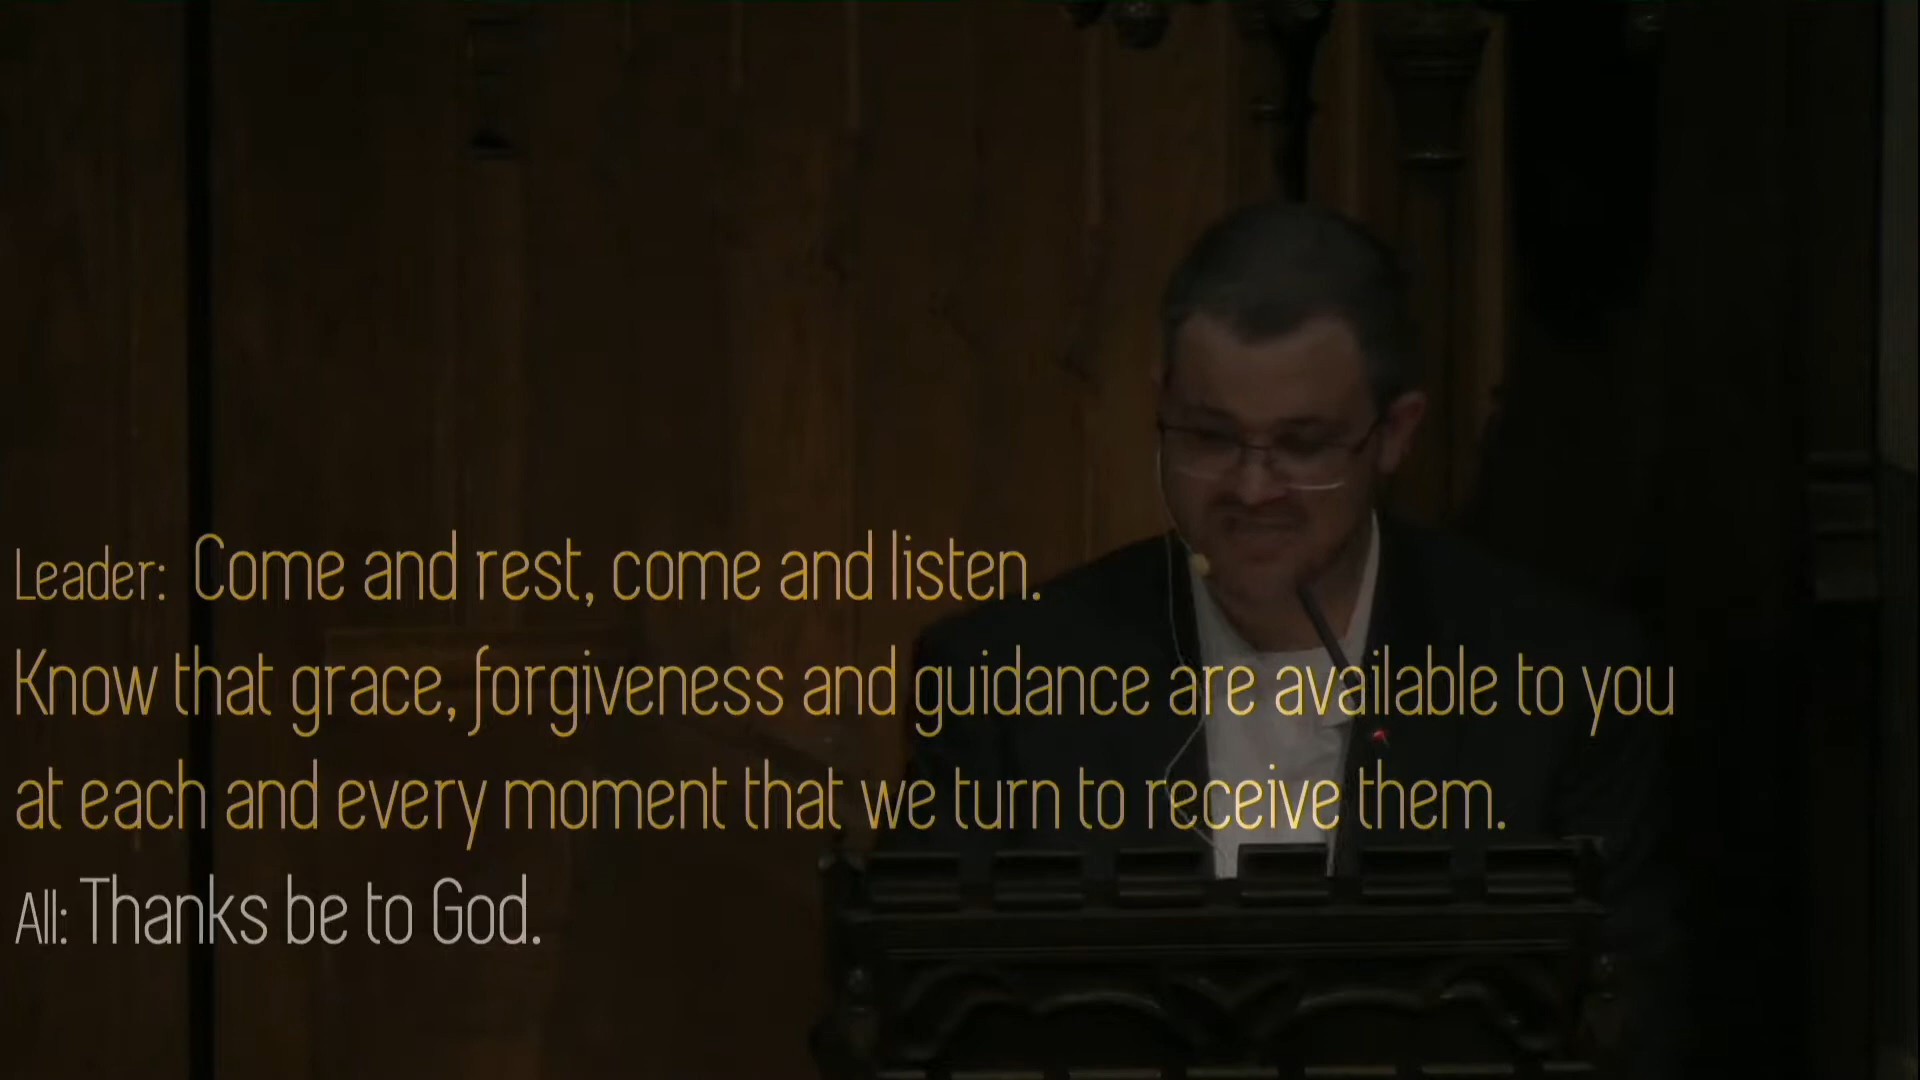 Leader: Come and rest, come and listen.
Know that grace, forgiveness and guidance are available to you
at each and every moment that we turn to receive them.
All: Thanks be to God.